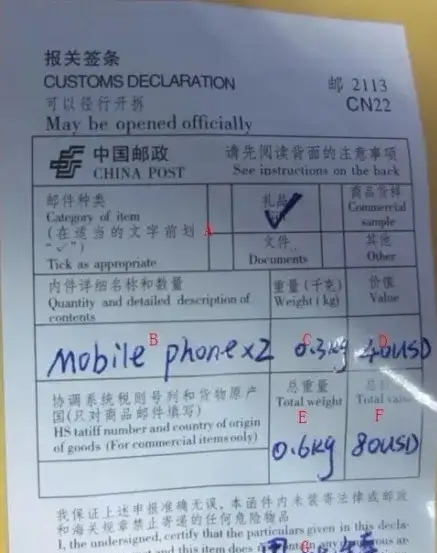 报关签条
CUSTOMS DECLARATION
邮 2113
可以径行开拆
CN22
May be opened officially
中国邮政
CHINA POST
请先阅读背面的注意事项
See instructions on the back
邮件种类
Category of item
(在适当的文字前划
“✓”)
Tick as appropriate
A
礼品
商品货样
Commercial
sample
文件
Documents
其他
Other
内件详细名称和数量
Quantity and detailed description of
contents
重量 (千克)
Weight (kg)
价值
Value
B
C
D
Mobile phone x2
0.3kg
40USD
协调系统税则号列和货物原产
国(只对商品邮件填写)
HS tatiff number and country of origin
of goods (For commercial items only)
总重量
Total weight
Total value
E
F
0.6kg
80USD
我保证上述申报准确无误,本函件内未装寄法律或邮政
和海关规章禁止寄递的任何危险物品
I, the undersigned, certify that the particulars given in this decla-
and this item does
any